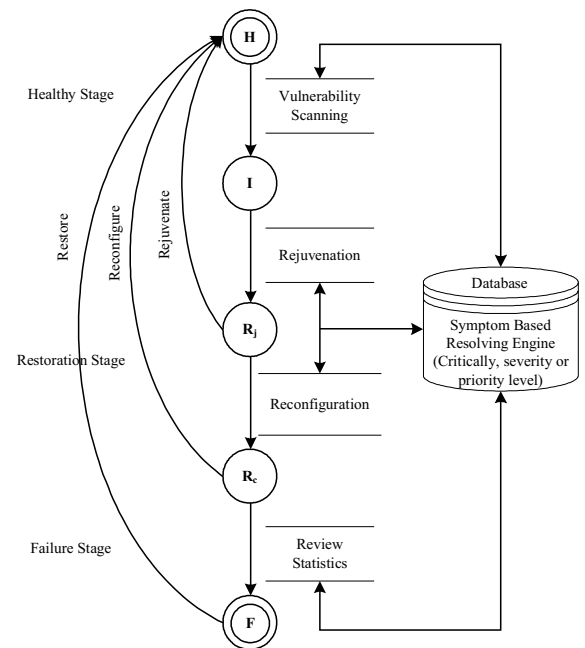 H
Healthy Stage
Vulnerability
Scanning
I
Restore
Reconfigure
Rejuvenate
Rejuvenation
Database
Symptom Based
Resolving Engine
(Critically, severity or
priority level)
Rj
Restoration Stage
Reconfiguration
Rc
Failure Stage
Review
Statistics
F